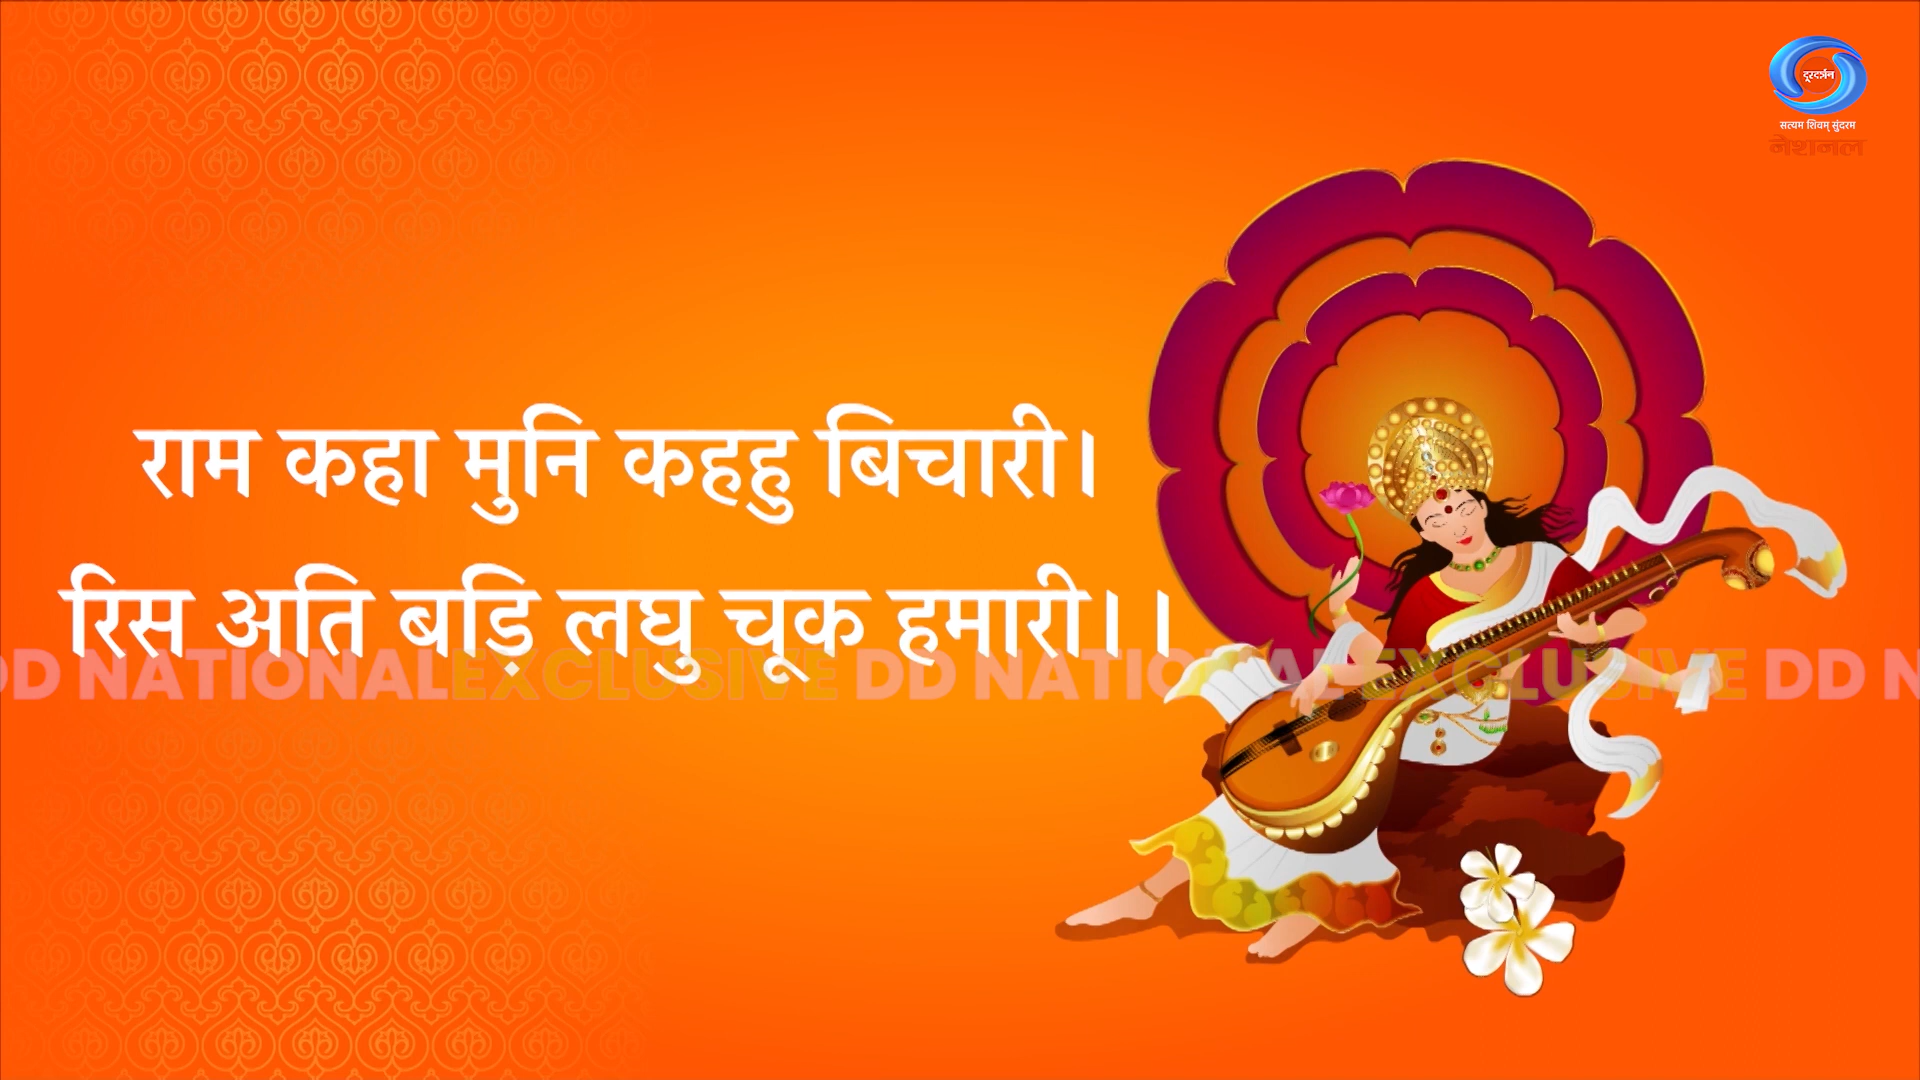 दूरदर्शन
सत्यम शिवम् सुंदरम
नेशनल
राम कहा मुनि कहहु बिचारी।
रिस अति बड़ि लघु चूक हमारी।।
DD NATIONAL EXCLUSIVE DD NATIONAL EXCLUSIVE DD N